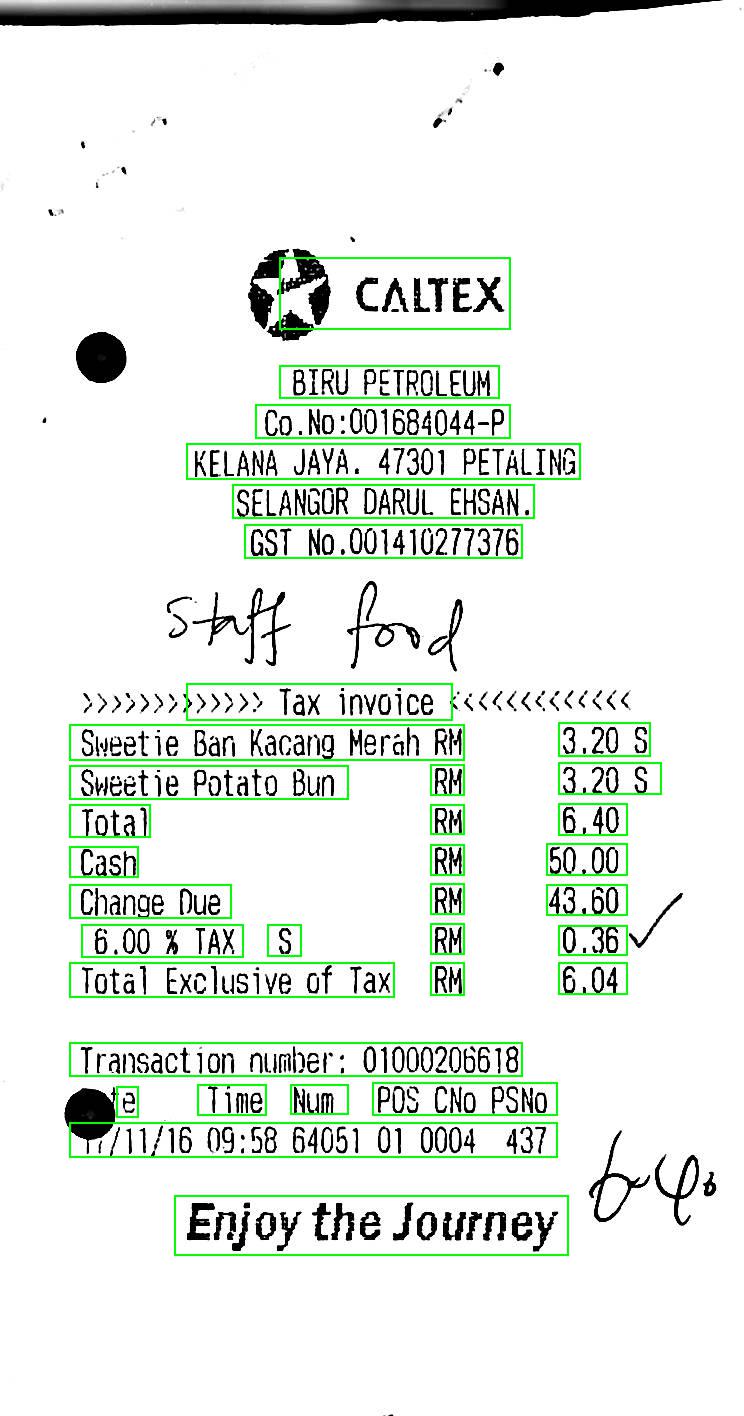 CALTEX
BIRU PETROLEUM
Co.No:001684044-P
KELANA JAYA. 47301 PETALING
SELANGOR DARUL EHSAN.
GST No.001410277376
Staff food
>>>>>>>>>>>>> Tax invoice <<<<<<<<<<<<<
Sweetie Ban Kacang Merah RM 3.20 S
Sweetie Potato Bun RM 3.20 S
Total RM 6.40
Cash RM 50.00
Change Due RM 43.60
6.00 % TAX S RM 0.36
Total Exclusive of Tax RM 6.04
Transaction number: 01000206618
Time Num POS CNo PSNo
/11/16 09:58 64051 01 0004 437
6-40
Enjoy the Journey